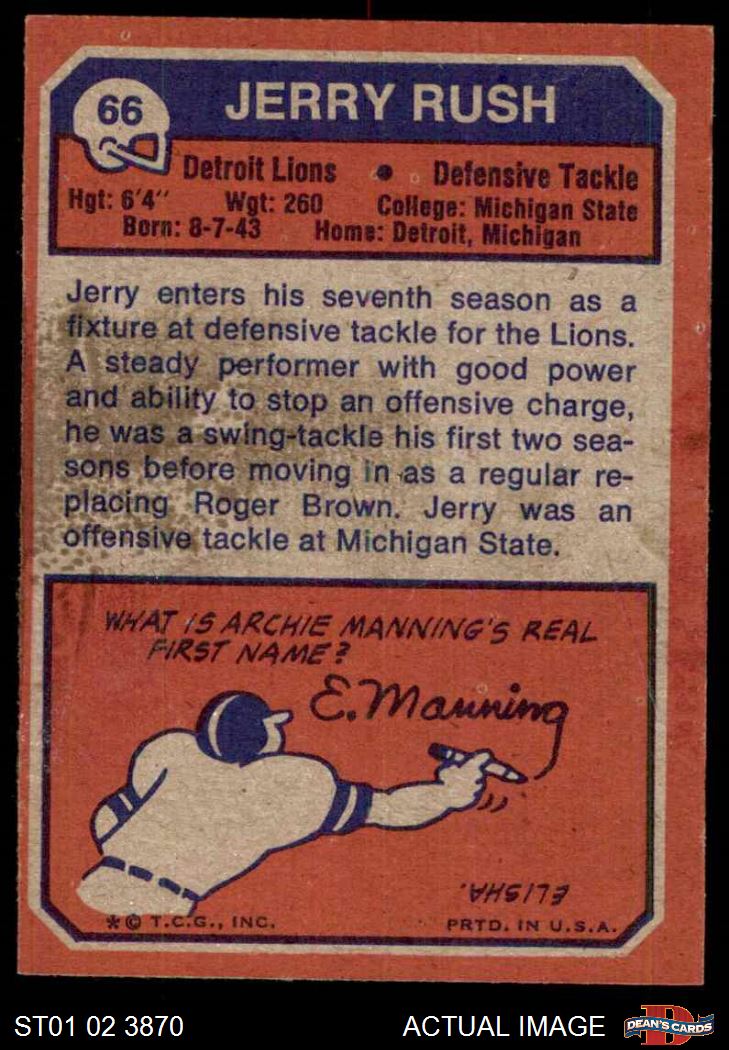 66
JERRY RUSH
Detroit Lions • Defensive Tackle
Hgt: 6'4" Wgt: 260 College: Michigan State
Born: 8-7-43 Home: Detroit, Michigan
Jerry enters his seventh season as a
fixture at defensive tackle for the Lions.
A steady performer with good power
and ability to stop an offensive charge,
he was a swing-tackle his first two sea-
sons before moving in as a regular re-
placing Roger Brown. Jerry was an
offensive tackle at Michigan State.
WHAT IS ARCHIE MANNING'S REAL
FIRST NAME?
E. Manning
ELISHA.
*© T.C.G., INC. PRTD. IN U.S.A.
ST01 02 3870 ACTUAL IMAGE D DEAN'S CARDS